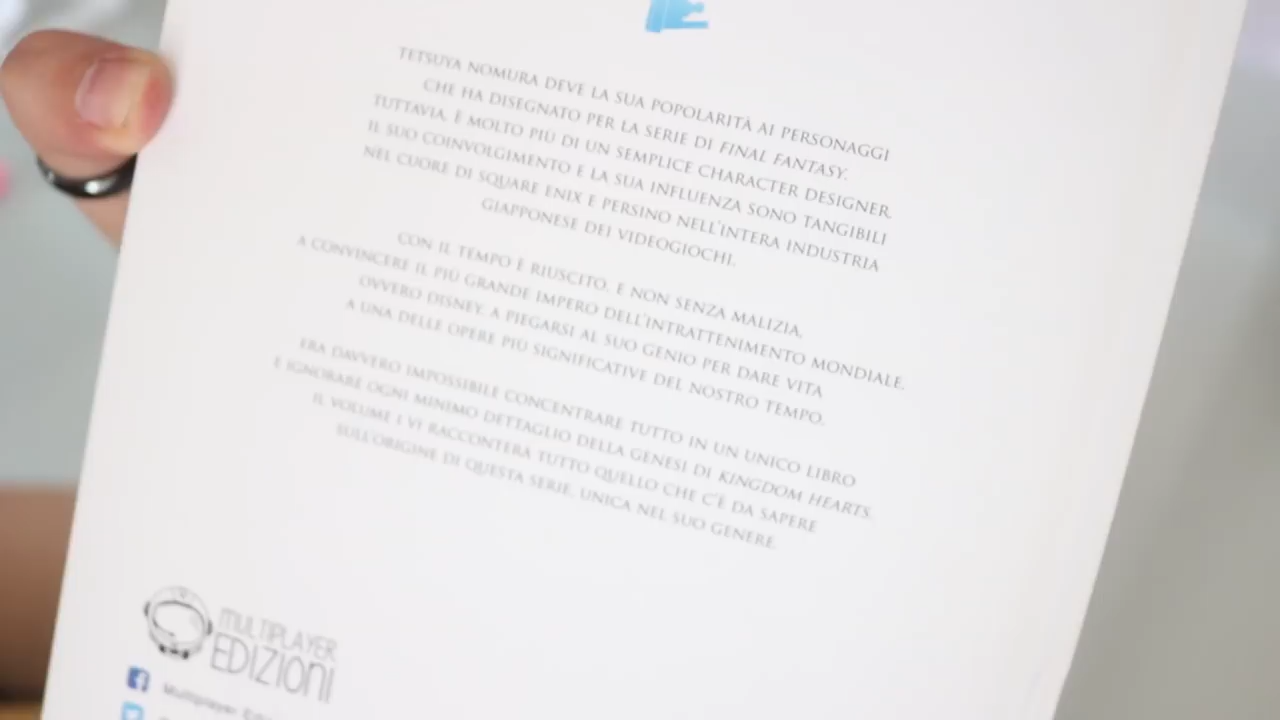 TETSUYA NOMURA DEVE LA SUA POPOLARITÀ AI PERSONAGGI
CHE HA DISEGNATO PER LA SERIE DI FINAL FANTASY.
TUTTAVIA, È MOLTO PIÙ DI UN SEMPLICE CHARACTER DESIGNER.
IL SUO COINVOLGIMENTO E LA SUA INFLUENZA SONO TANGIBILI
NEL CUORE DI SQUARE ENIX E PERSINO NELL'INTERA INDUSTRIA
GIAPPONESE DEI VIDEOGIOCHI.
CON IL TEMPO È RIUSCITO, E NON SENZA MALIZIA,
A CONVINCERE IL PIÙ GRANDE IMPERO DELL'INTRATTENIMENTO MONDIALE,
OVVERO DISNEY, A PIEGARSI AL SUO GENIO PER DARE VITA
A UNA DELLE OPERE PIÙ SIGNIFICATIVE DEL NOSTRO TEMPO.
ERA DAVVERO IMPOSSIBILE CONCENTRARE TUTTO IN UN UNICO LIBRO
E IGNORARE OGNI MINIMO DETTAGLIO DELLA GENESI DI KINGDOM HEARTS.
IL VOLUME I VI RACCONTERÀ TUTTO QUELLO CHE C'È DA SAPERE
SULL'ORIGINE DI QUESTA SERIE, UNICA NEL SUO GENERE.
MULTIPLAYER
EDIZIONI
Multiplayer